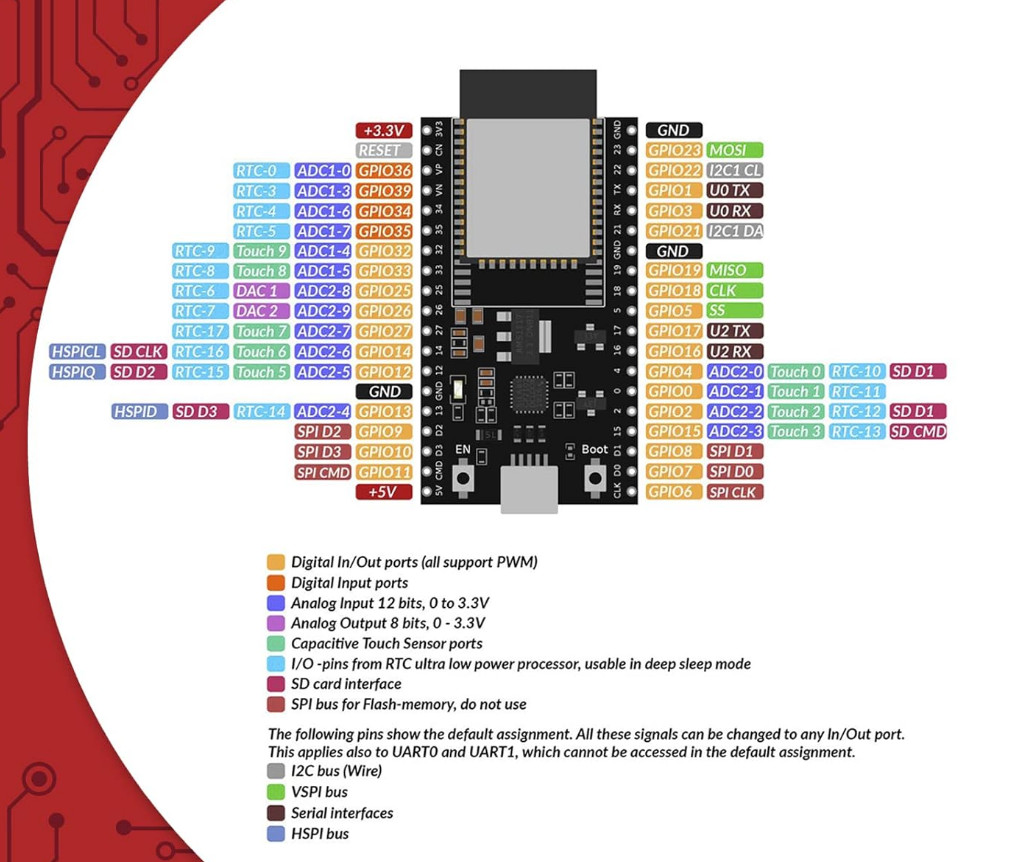 +3.3V 3V3 GND GND
RESET CN 23 GPIO23 MOSI
RTC-0 ADC1-0 GPIO36 VP 22 GPIO22 I2C1 CL
RTC-3 ADC1-3 GPIO39 VN TX GPIO1 U0 TX
RTC-4 ADC1-6 GPIO34 34 RX GPIO3 U0 RX
RTC-5 ADC1-7 GPIO35 35 21 GPIO21 I2C1 DA
RTC-9 Touch 9 ADC1-4 GPIO32 32 GND GND
RTC-8 Touch 8 ADC1-5 GPIO33 33 19 GPIO19 MISO
RTC-6 DAC 1 ADC2-8 GPIO25 25 18 GPIO18 CLK
RTC-7 DAC 2 ADC2-9 GPIO26 26 5 GPIO5 SS
RTC-17 Touch 7 ADC2-7 GPIO27 27 17 GPIO17 U2 TX
HSPICL SD CLK RTC-16 Touch 6 ADC2-6 GPIO14 14 16 GPIO16 U2 RX
HSPIQ SD D2 RTC-15 Touch 5 ADC2-5 GPIO12 12 4 GPIO4 ADC2-0 Touch 0 RTC-10 SD D1
GND GND 0 GPIO0 ADC2-1 Touch 1 RTC-11
HSPID SD D3 RTC-14 ADC2-4 GPIO13 13 2 GPIO2 ADC2-2 Touch 2 RTC-12 SD D1
SPI D2 GPIO9 D2 15 GPIO15 ADC2-3 Touch 3 RTC-13 SD CMD
SPI D3 GPIO10 D3 EN Boot D1 GPIO8 SPI D1
SPI CMD GPIO11 CMD D0 GPIO7 SPI D0
+5V 5V CLK GPIO6 SPI CLK
Digital In/Out ports (all support PWM)
Digital Input ports
Analog Input 12 bits, 0 to 3.3V
Analog Output 8 bits, 0 - 3.3V
Capacitive Touch Sensor ports
I/O -pins from RTC ultra low power processor, usable in deep sleep mode
SD card interface
SPI bus for Flash-memory, do not use
The following pins show the default assignment. All these signals can be changed to any In/Out port.
This applies also to UART0 and UART1, which cannot be accessed in the default assignment.
I2C bus (Wire)
VSPI bus
Serial interfaces
HSPI bus